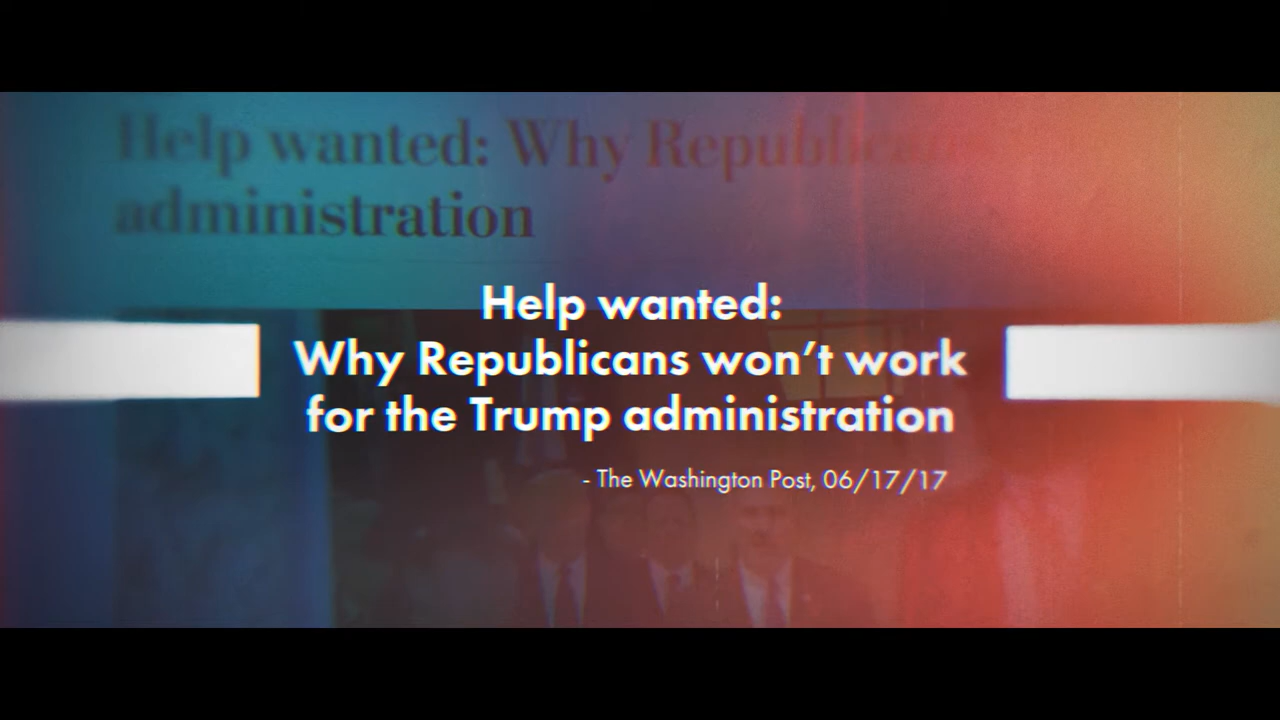 Help wanted: Why Republican
administration
Help wanted:
Why Republicans won’t work
for the Trump administration
- The Washington Post, 06/17/17